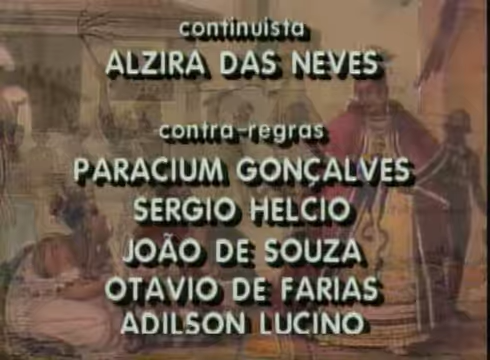 continuista
ALZIRA DAS NEVES
contra-regras
PARACIUM GONÇALVES
SERGIO HELCIO
JOÃO DE SOUZA
OTAVIO DE FARIAS
ADILSON LUCINO